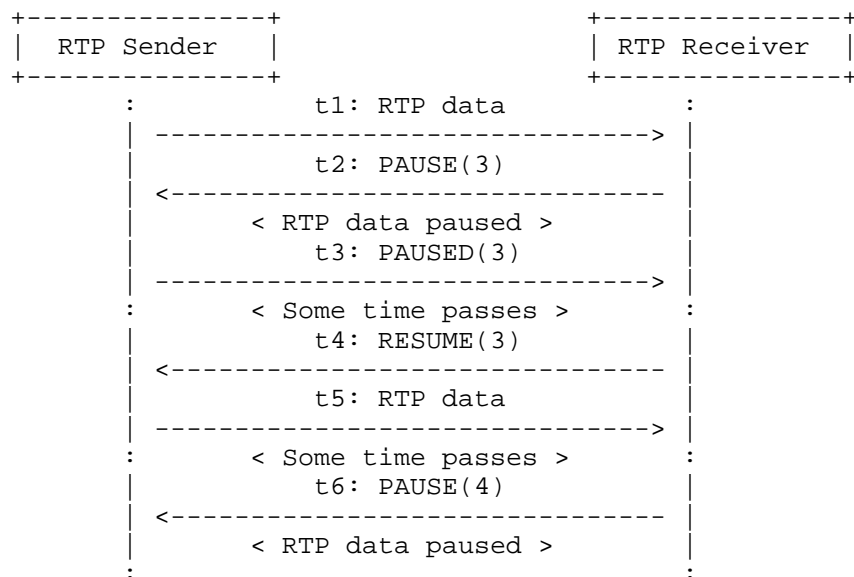 +---------------+                   +---------------+
|  RTP Sender   |                   | RTP Receiver  |
+---------------+                   +---------------+
       :           t1: RTP data           :
       | -------------------------------> |
       |           t2: PAUSE(3)           |
       | <------------------------------- |
       |       < RTP data paused >        |
       |           t3: PAUSED(3)          |
       | -------------------------------> |
       :       < Some time passes >       :
       |           t4: RESUME(3)          |
       | <------------------------------- |
       |           t5: RTP data           |
       | -------------------------------> |
       :       < Some time passes >       :
       |           t6: PAUSE(4)           |
       | <------------------------------- |
       |       < RTP data paused >        |
       :                                  :